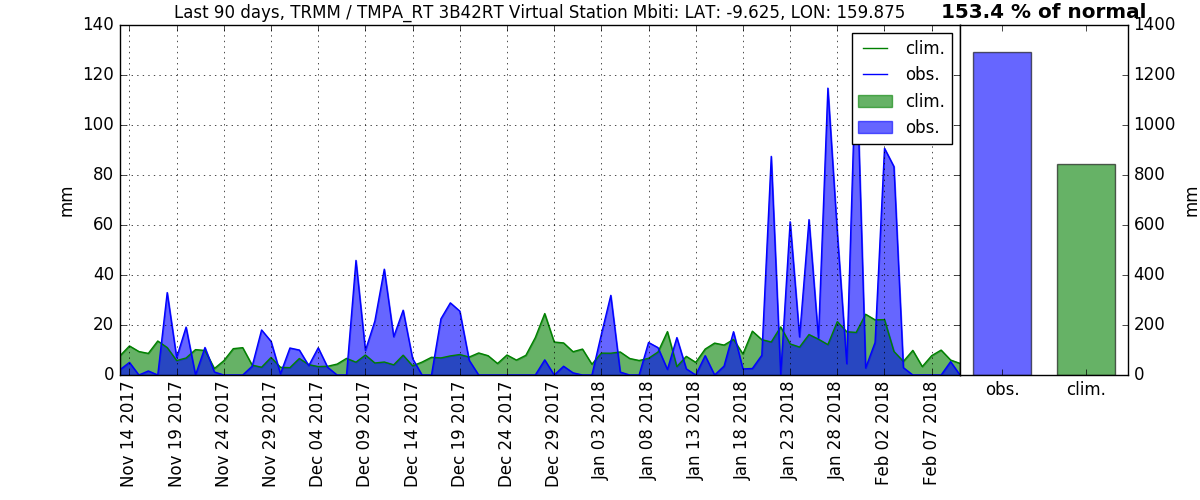 Last 90 days, TRMM / TMPA_RT 3B42RT Virtual Station Mbiti: LAT: -9.625, LON: 159.875
153.4 % of normal
140
120
100
80
60
40
20
0
mm
clim.
obs.
clim.
obs.
1400
1200
1000
800
600
400
200
0
mm
Nov 14 2017
Nov 19 2017
Nov 24 2017
Nov 29 2017
Dec 04 2017
Dec 09 2017
Dec 14 2017
Dec 19 2017
Dec 24 2017
Dec 29 2017
Jan 03 2018
Jan 08 2018
Jan 13 2018
Jan 18 2018
Jan 23 2018
Jan 28 2018
Feb 02 2018
Feb 07 2018
obs.
clim.